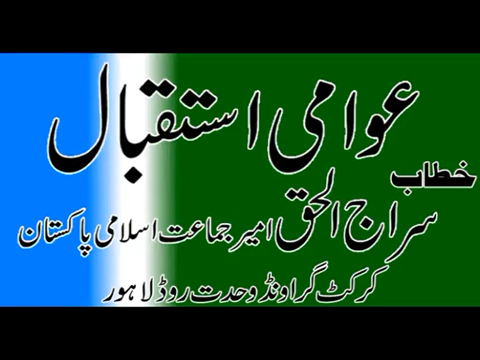 عوامی استقبال
خطاب
سراج الحق امیر جماعت اسلامی پاکستان
کرکٹ گراونڈ وحدت روڈ لاہور